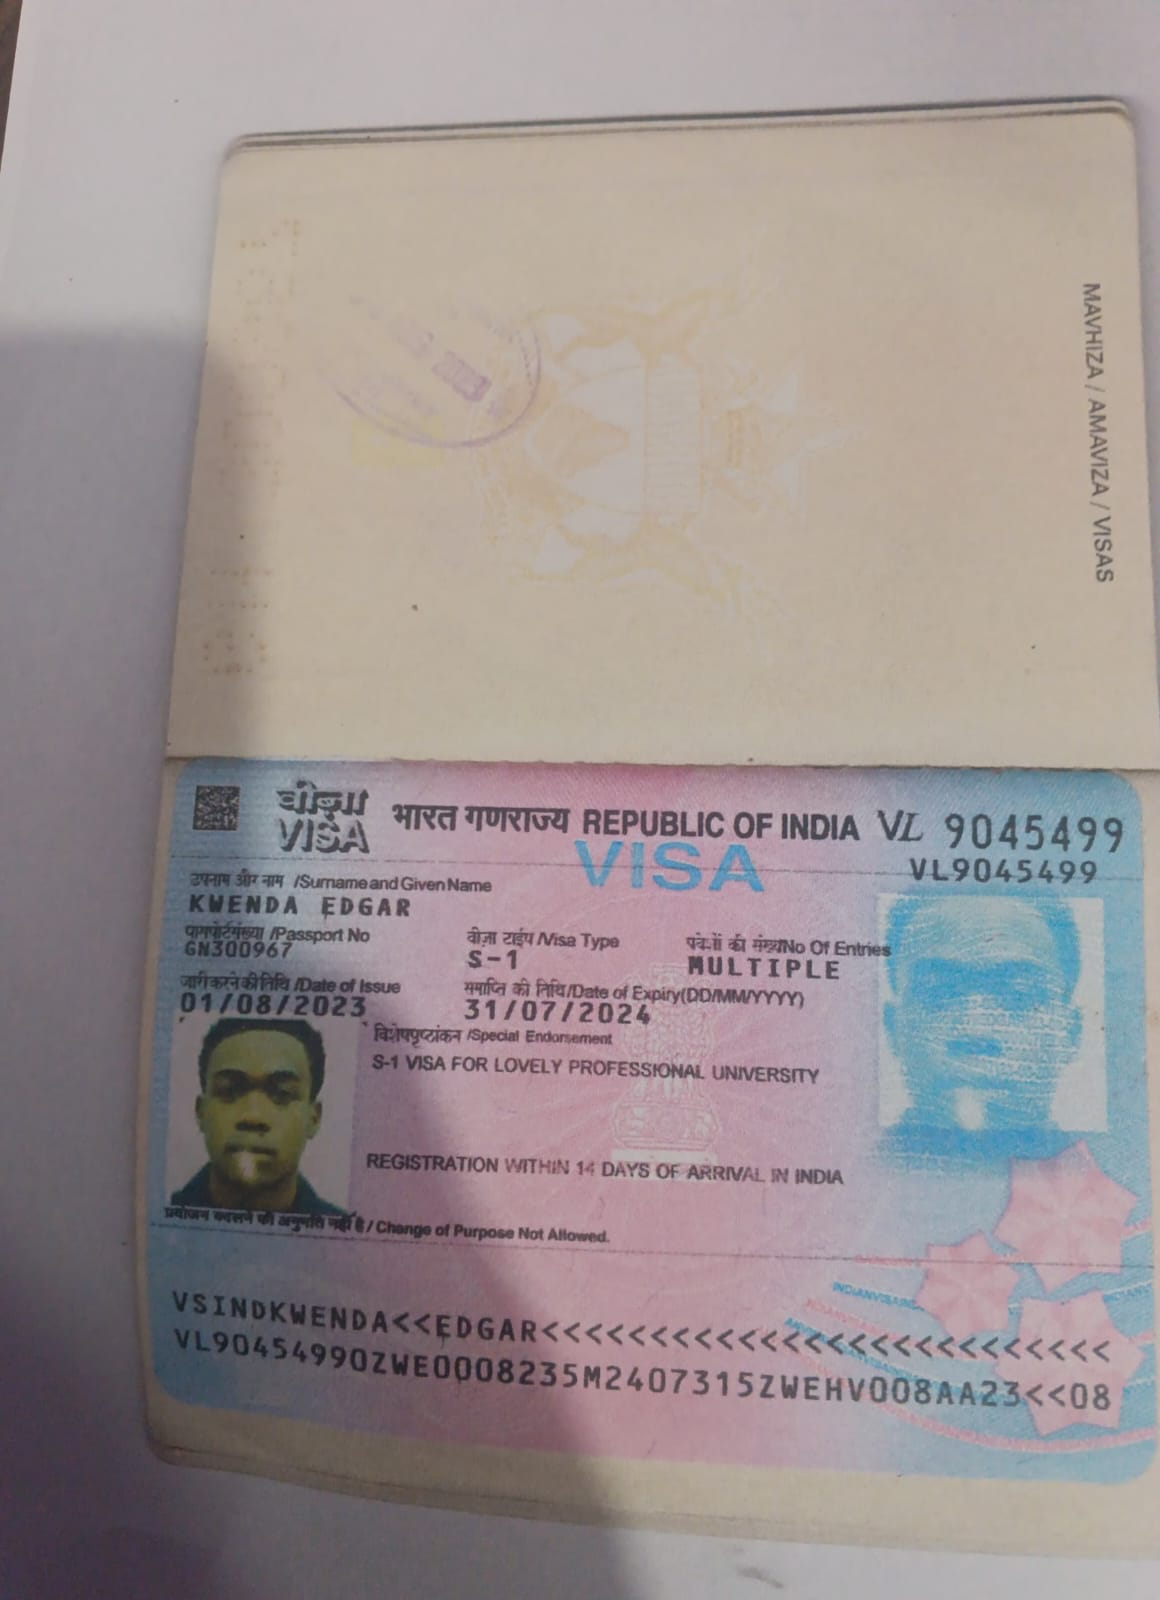 MAVHIZA / AMAVIZA / VISAS
2023
वीज़ा
VISA
भारत गणराज्य REPUBLIC OF INDIA VL 9045499
VISA
VL9045499
उपनाम और नाम /Surname and Given Name
KWENDA EDGAR
पासपोर्ट संख्या /Passport No
GN300967
वीज़ा टाईप /Visa Type
S-1
No Of Entries
MULTIPLE
जारी करने की तिथि /Date of Issue
01/08/2023
समाप्ति की तिथि/Date of Expiry(DD/MM/YYYY)
31/07/2024
विशेषपृष्ठांकन /Special Endorsement
S-1 VISA FOR LOVELY PROFESSIONAL UNIVERSITY
REGISTRATION WITHIN 14 DAYS OF ARRIVAL IN INDIA
प्रयोजन बदलने की अनुमति नहीं है / Change of Purpose Not Allowed.
VSINDKWENDA<<EDGAR<<<<<<<<<<<<<<<<<<<<<<<<<<
VL90454990ZWE0008235M2407315ZWEHV008AA23<<08